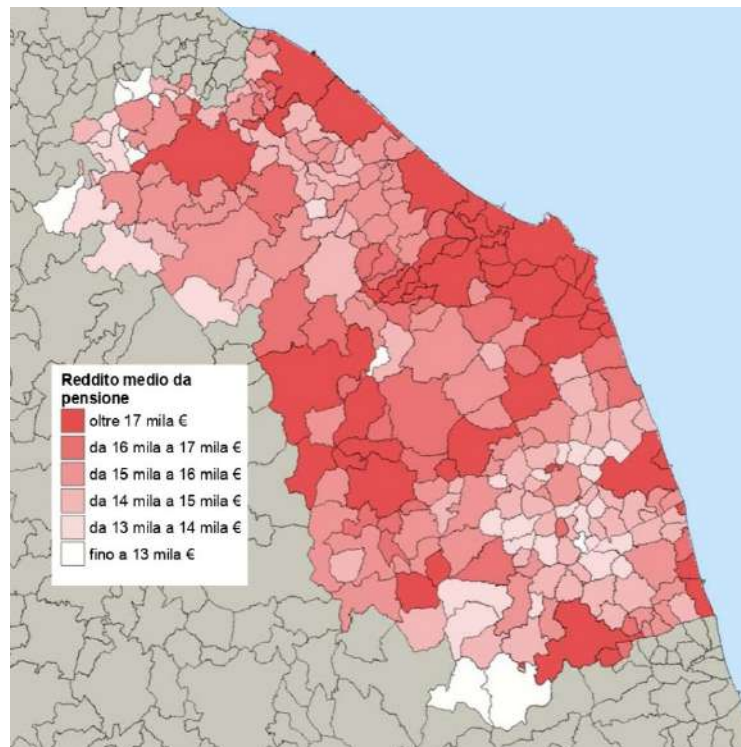 Reddito medio da
pensione
oltre 17 mila €
da 16 mila a 17 mila €
da 15 mila a 16 mila €
da 14 mila a 15 mila €
da 13 mila a 14 mila €
fino a 13 mila €